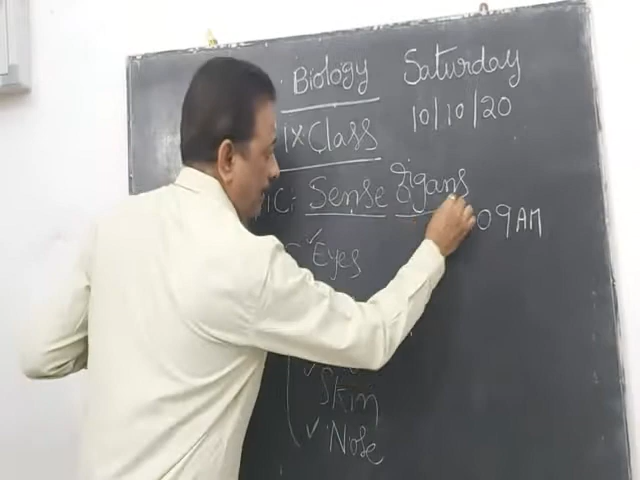 Biology Saturday
ix Class 10/10/20
IC: Sense organs
09 AM
✓ Eyes
Skin
✓ Nose